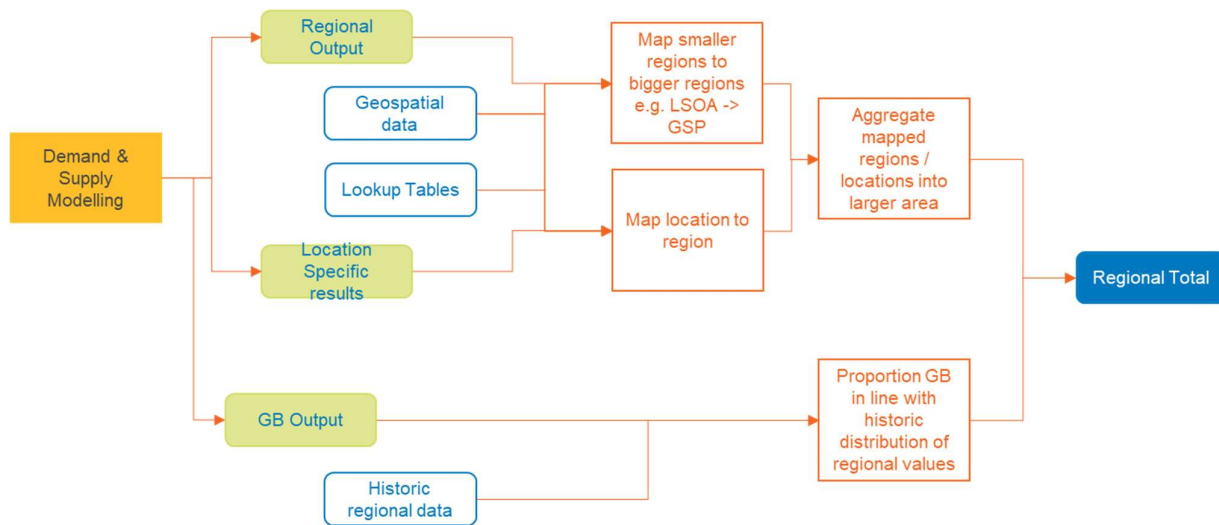 Regional
Output
Geospatial
data
Demand &
Supply
Modelling
Lookup Tables
Location
Specific
results
Map smaller
regions to
bigger regions
e.g. LSOA ->
GSP
Map location to
region
Aggregate
mapped
regions /
locations into
larger area
Regional Total
GB Output
Historic
regional data
Proportion GB
in line with
historic
distribution of
regional values